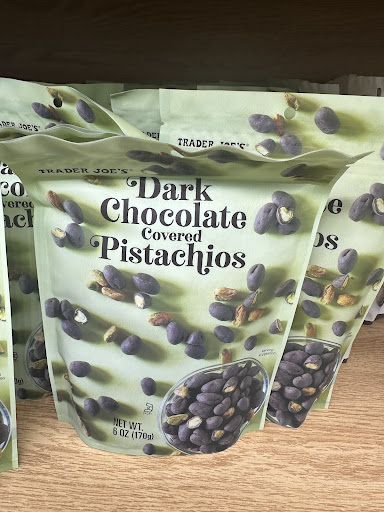 TRADER JOE'S
TRADER JOE'S
Dark
Chocolate
Covered
Pistachios
NET WT.
6 OZ (170g)